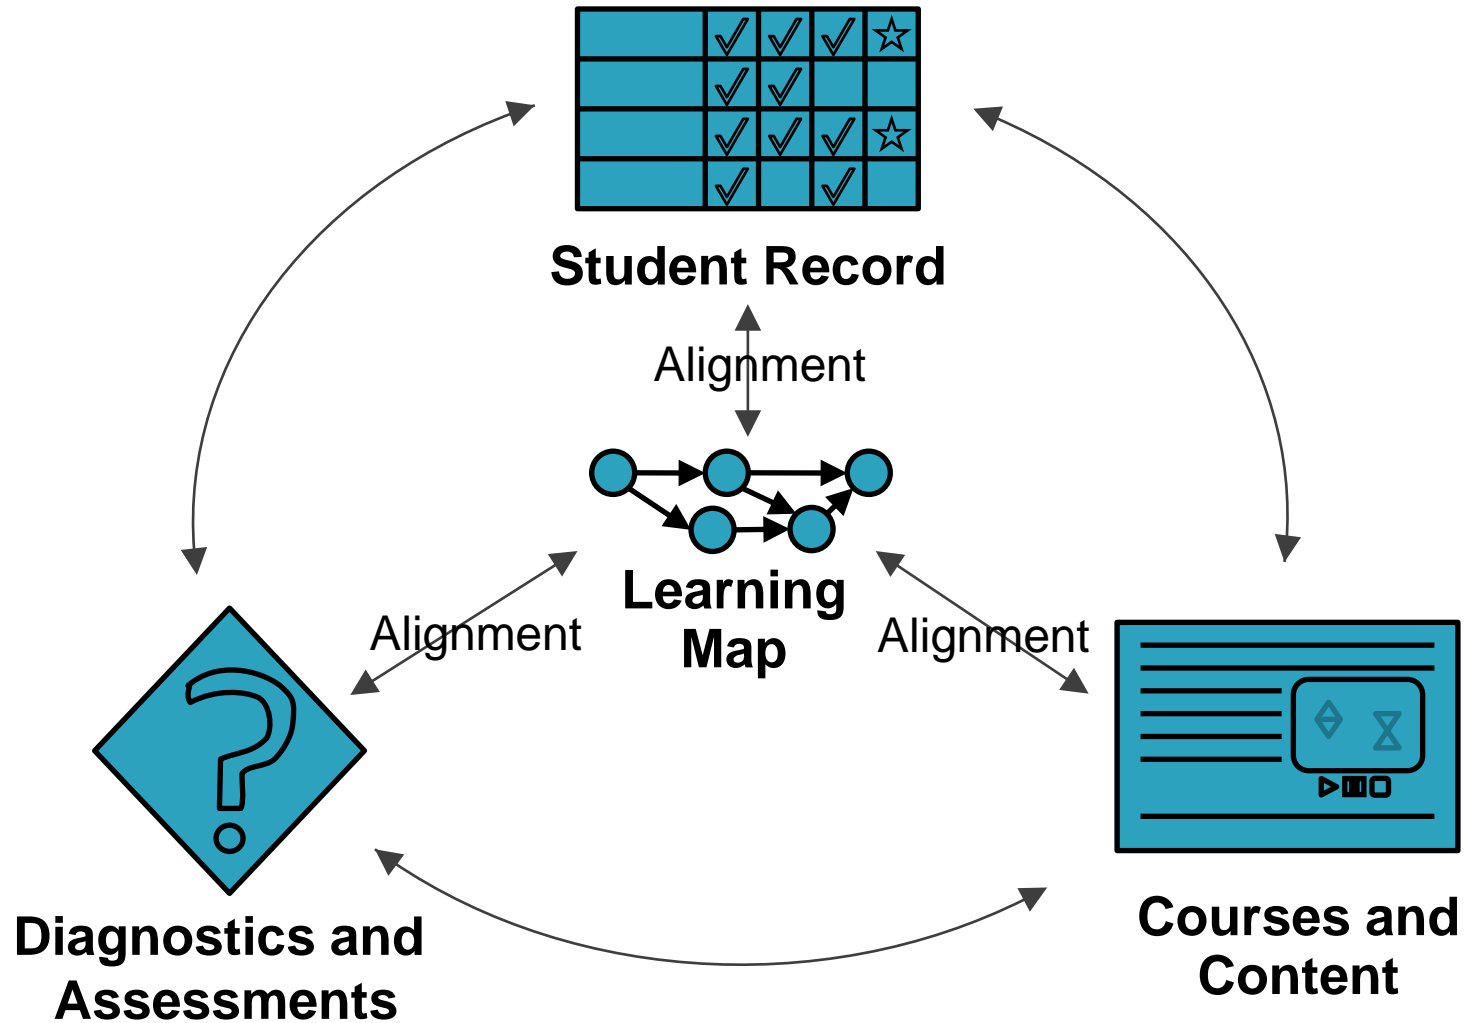 Student Record
Alignment
Learning
Map
Alignment
Alignment
Diagnostics and
Assessments
Courses and
Content